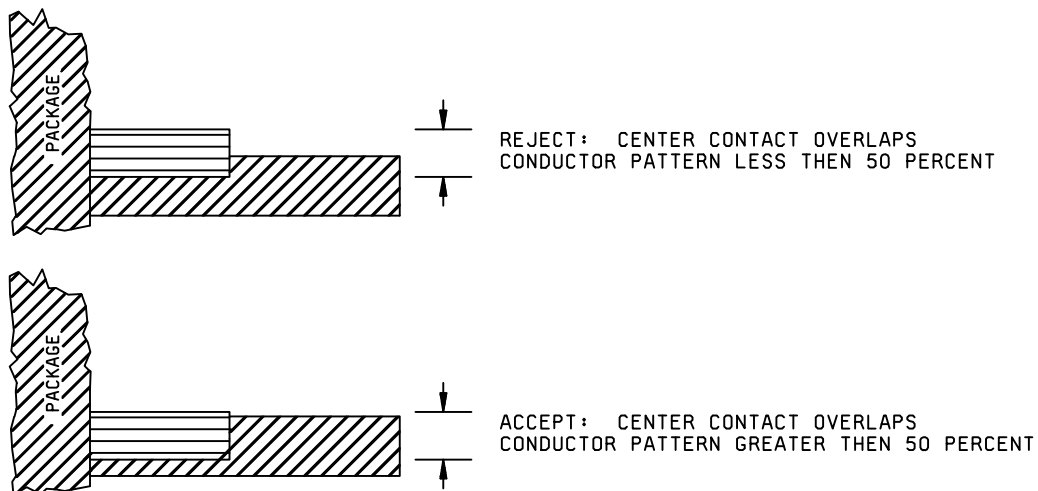 PACKAGE
REJECT: CENTER CONTACT OVERLAPS
CONDUCTOR PATTERN LESS THEN 50 PERCENT
PACKAGE
ACCEPT: CENTER CONTACT OVERLAPS
CONDUCTOR PATTERN GREATER THEN 50 PERCENT